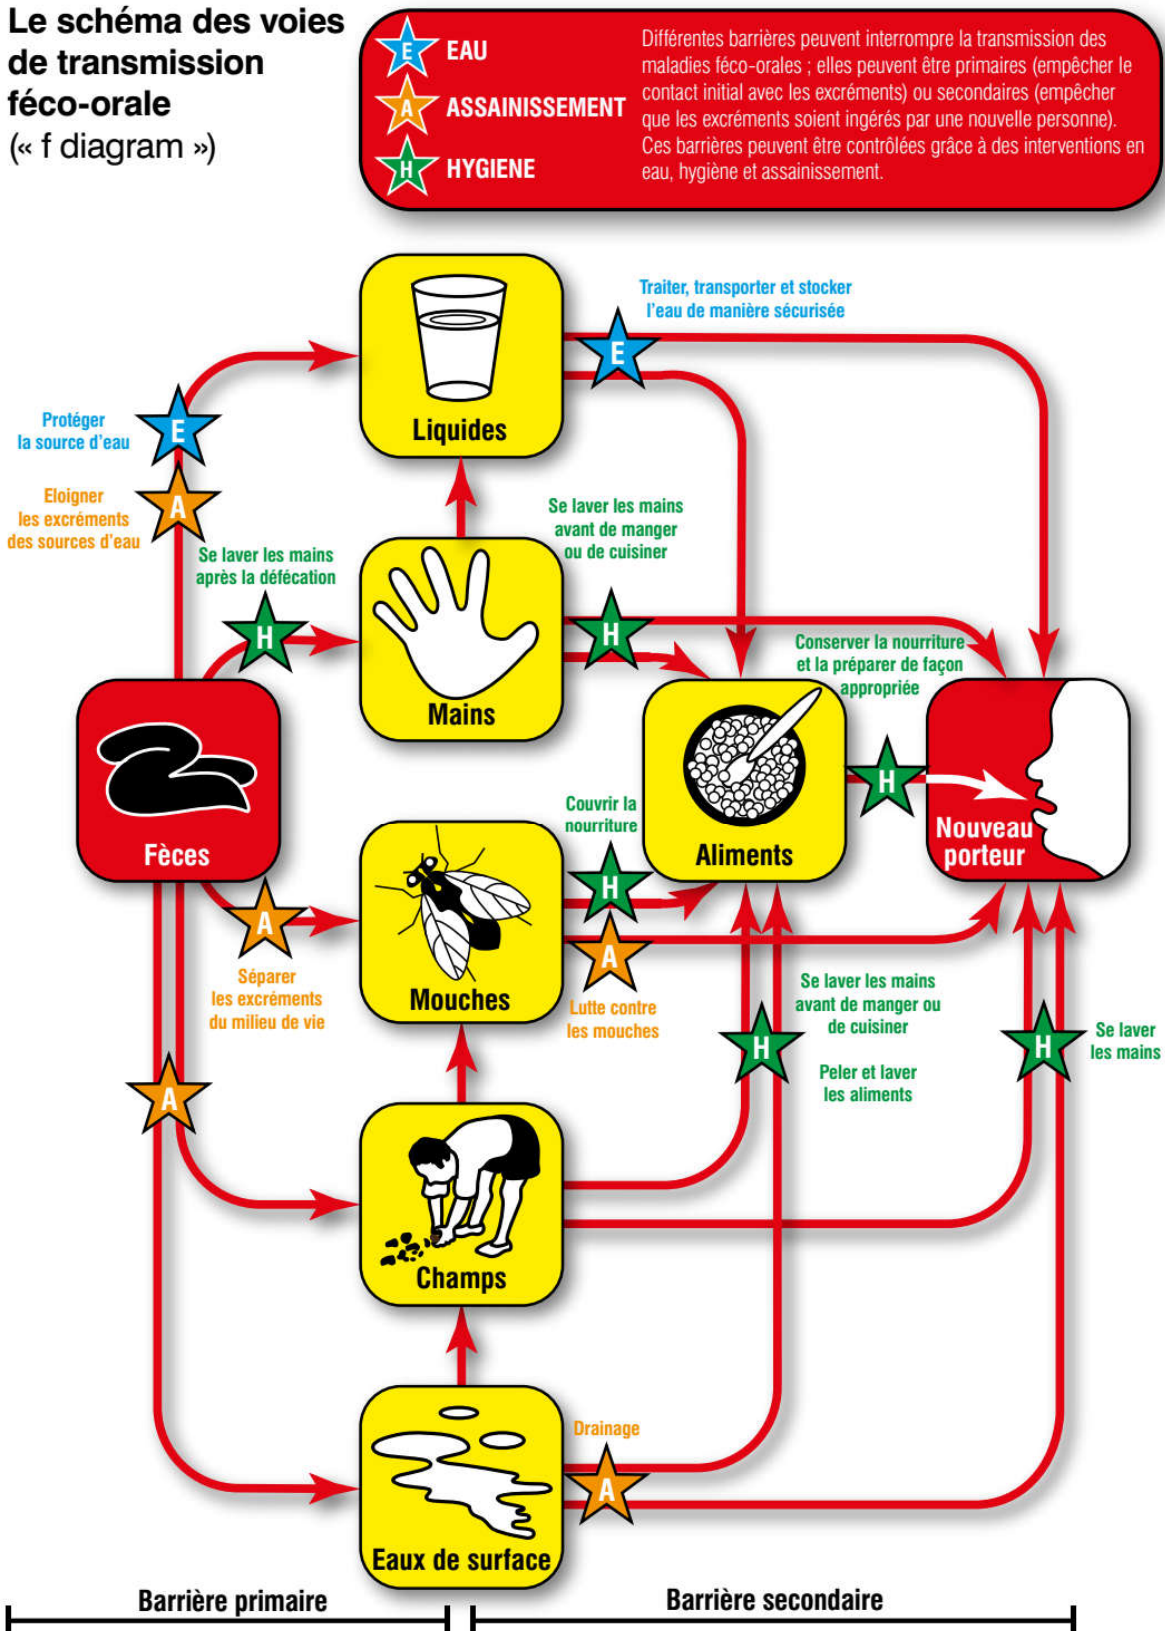 Le schéma des voies
de transmission
féco-orale
(« f diagram »)
E EAU
A ASSAINISSEMENT
H HYGIENE
Différentes barrières peuvent interrompre la transmission des
maladies féco-orales ; elles peuvent être primaires (empêcher le
contact initial avec les excréments) ou secondaires (empêcher
que les excréments soient ingérés par une nouvelle personne).
Ces barrières peuvent être contrôlées grâce à des interventions en
eau, hygiène et assainissement.
Traiter, transporter et stocker
l'eau de manière sécurisée
E
Liquides
Protéger
la source d'eau
E
Eloigner
les excréments
des sources d'eau
A
Se laver les mains
après la défécation
H
Se laver les mains
avant de manger
ou de cuisiner
H
Mains
Conserver la nourriture
et la préparer de façon
appropriée
H
Fèces
Aliments
Nouveau
porteur
Couvrir la
nourriture
H
A
Séparer
les excréments
du milieu de vie
Mouches
A
Lutte contre
les mouches
Se laver les mains
avant de manger ou
de cuisiner
H
Peler et laver
les aliments
H
Se laver
les mains
A
Champs
Drainage
A
Eaux de surface
Barrière primaire
Barrière secondaire